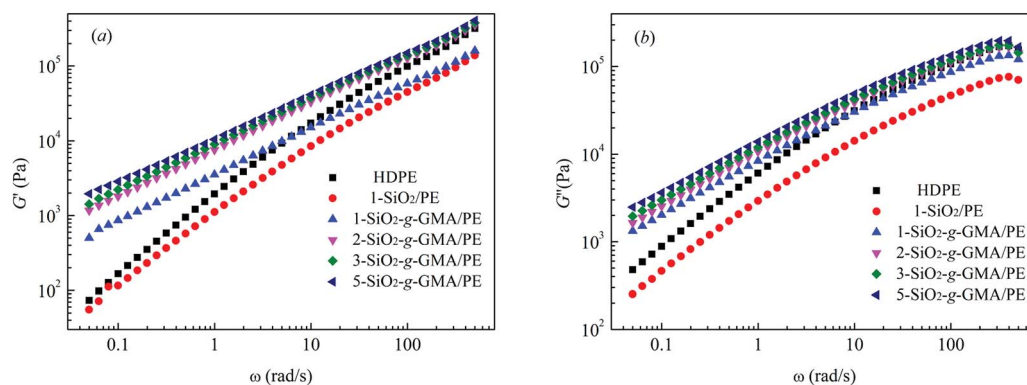 (a)
G' (Pa)
10^5
10^4
10^3
10^2
HDPE
1-SiO₂/PE
1-SiO₂-g-GMA/PE
2-SiO₂-g-GMA/PE
3-SiO₂-g-GMA/PE
5-SiO₂-g-GMA/PE
0.1 1 10 100
ω (rad/s)
(b)
G"(Pa)
10^5
10^4
10^3
10^2
HDPE
1-SiO₂/PE
1-SiO₂-g-GMA/PE
2-SiO₂-g-GMA/PE
3-SiO₂-g-GMA/PE
5-SiO₂-g-GMA/PE
0.1 1 10 100
ω (rad/s)